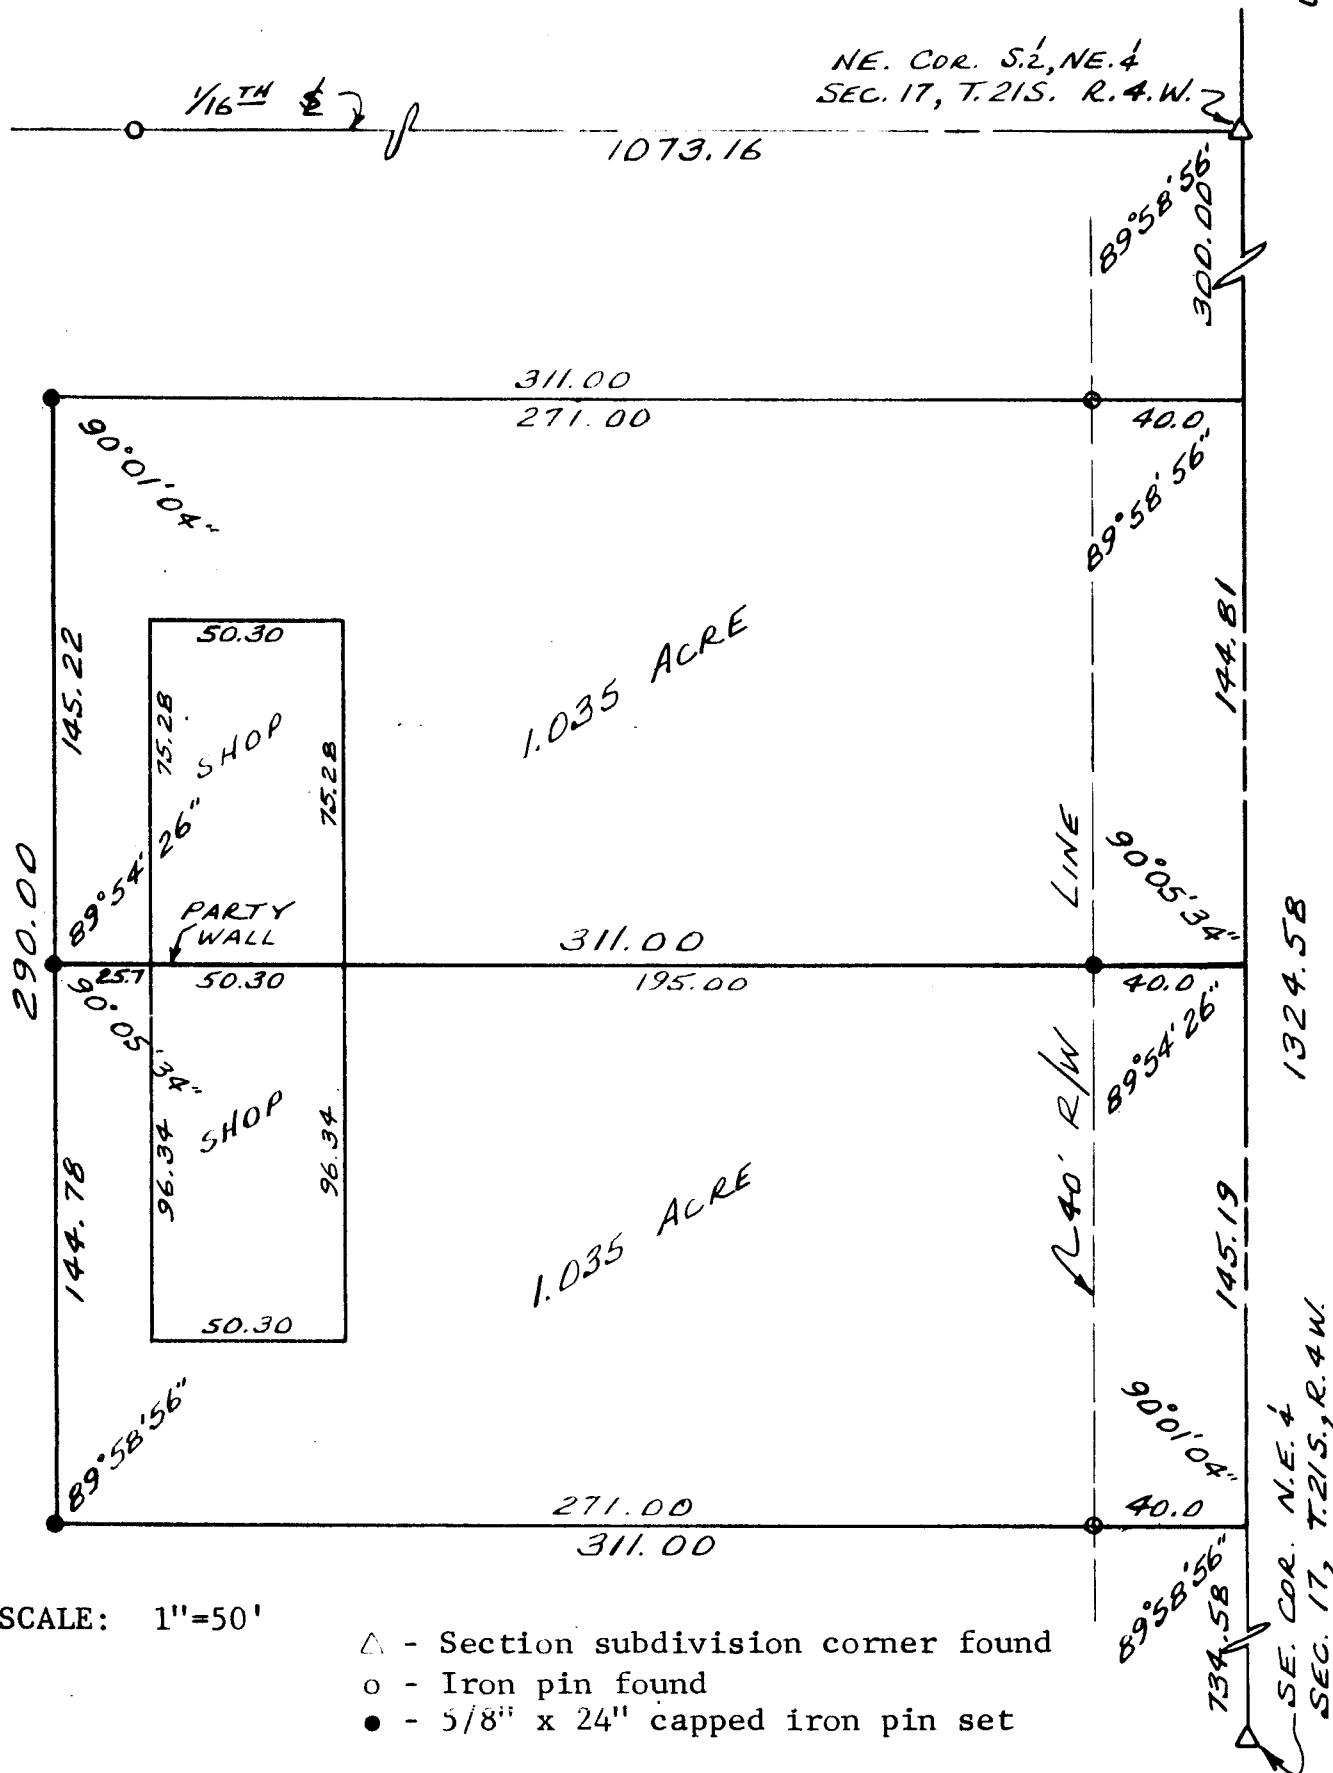 NE. COR. S.½, NE.¼
SEC. 17, T.21S. R.4.W.
1/16TH ℄
1073.16
89°58'56"
300.00
311.00
271.00
40.0
90°01'04"
89°58'56"
50.30
145.22
75.28
SHOP
75.28
1.035 ACRE
144.81
89°54'26"
LINE
90°05'34"
PARTY
WALL
290.00
311.00
25.7
50.30
195.00
40.0
1324.58
90°05'34"
89°54'26"
SHOP
96.34
96.34
144.78
40' R/W
1.035 ACRE
145.19
50.30
89°58'56"
90°01'04"
271.00
40.0
311.00
89°58'56"
734.58
SE. COR. N.E.¼
SEC. 17, T.21S., R.4W.
SCALE: 1"=50'
△ - Section subdivision corner found
o - Iron pin found
● - 5/8" x 24" capped iron pin set